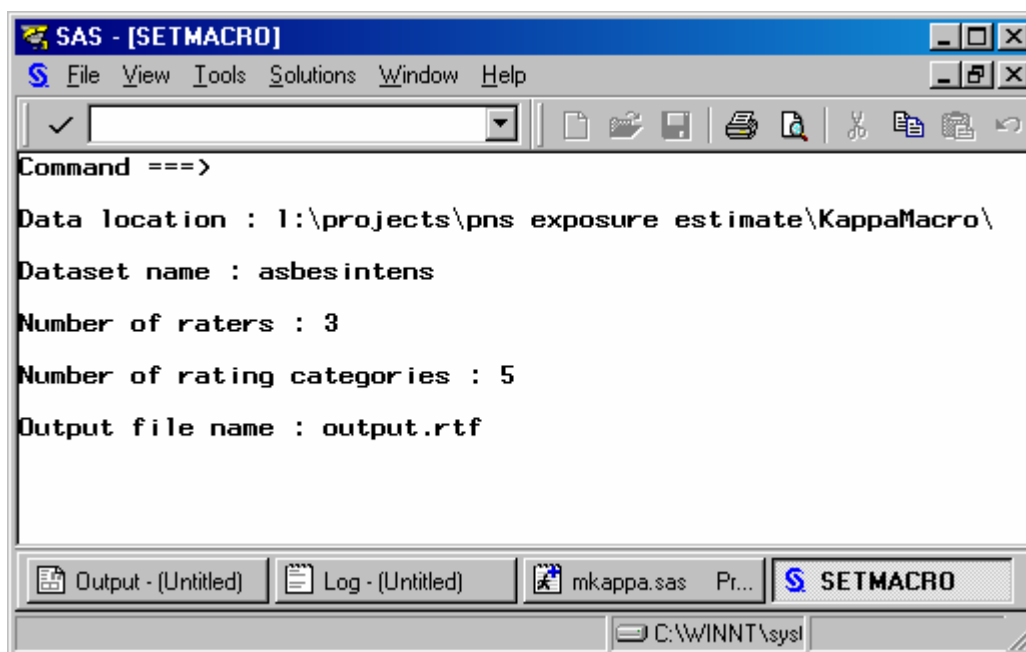 SAS - [SETMACRO]
File View Tools Solutions Window Help
Command ===>
Data location : l:\projects\pns exposure estimate\KappaMacro\
Dataset name : asbesintens
Number of raters : 3
Number of rating categories : 5
Output file name : output.rtf
Output - (Untitled) Log - (Untitled) mkappa.sas Pr... SETMACRO
C:\WINNT\syst